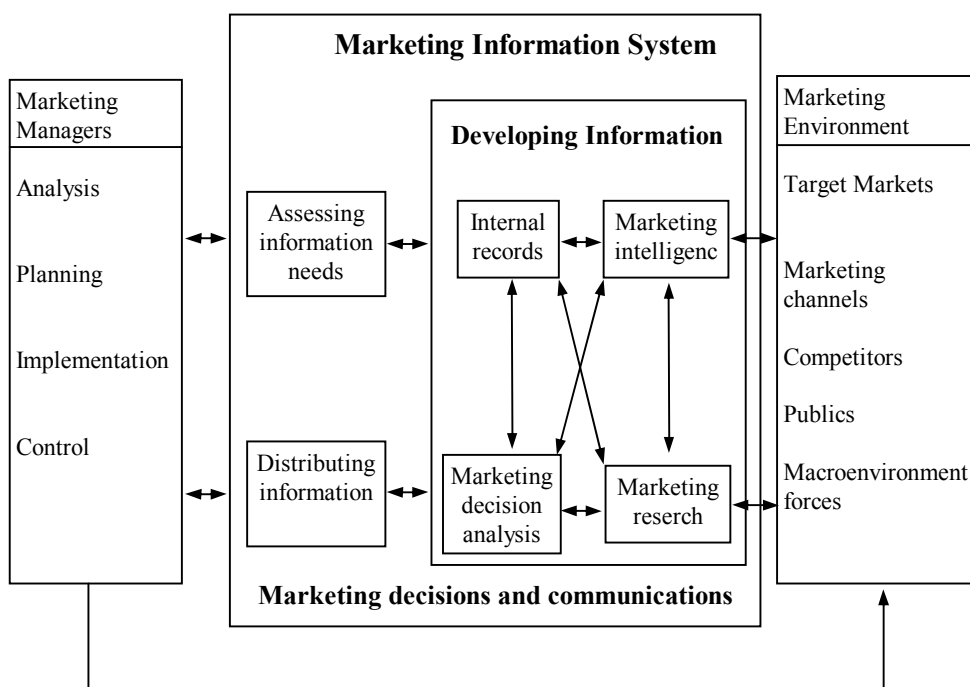 Marketing Information System
Marketing
Managers
Analysis
Planning
Implementation
Control
Assessing
information
needs
Distributing
information
Developing Information
Internal
records
Marketing
intelligenc
Marketing
decision
analysis
Marketing
reserch
Marketing decisions and communications
Marketing
Environment
Target Markets
Marketing
channels
Competitors
Publics
Macroenvironment
forces